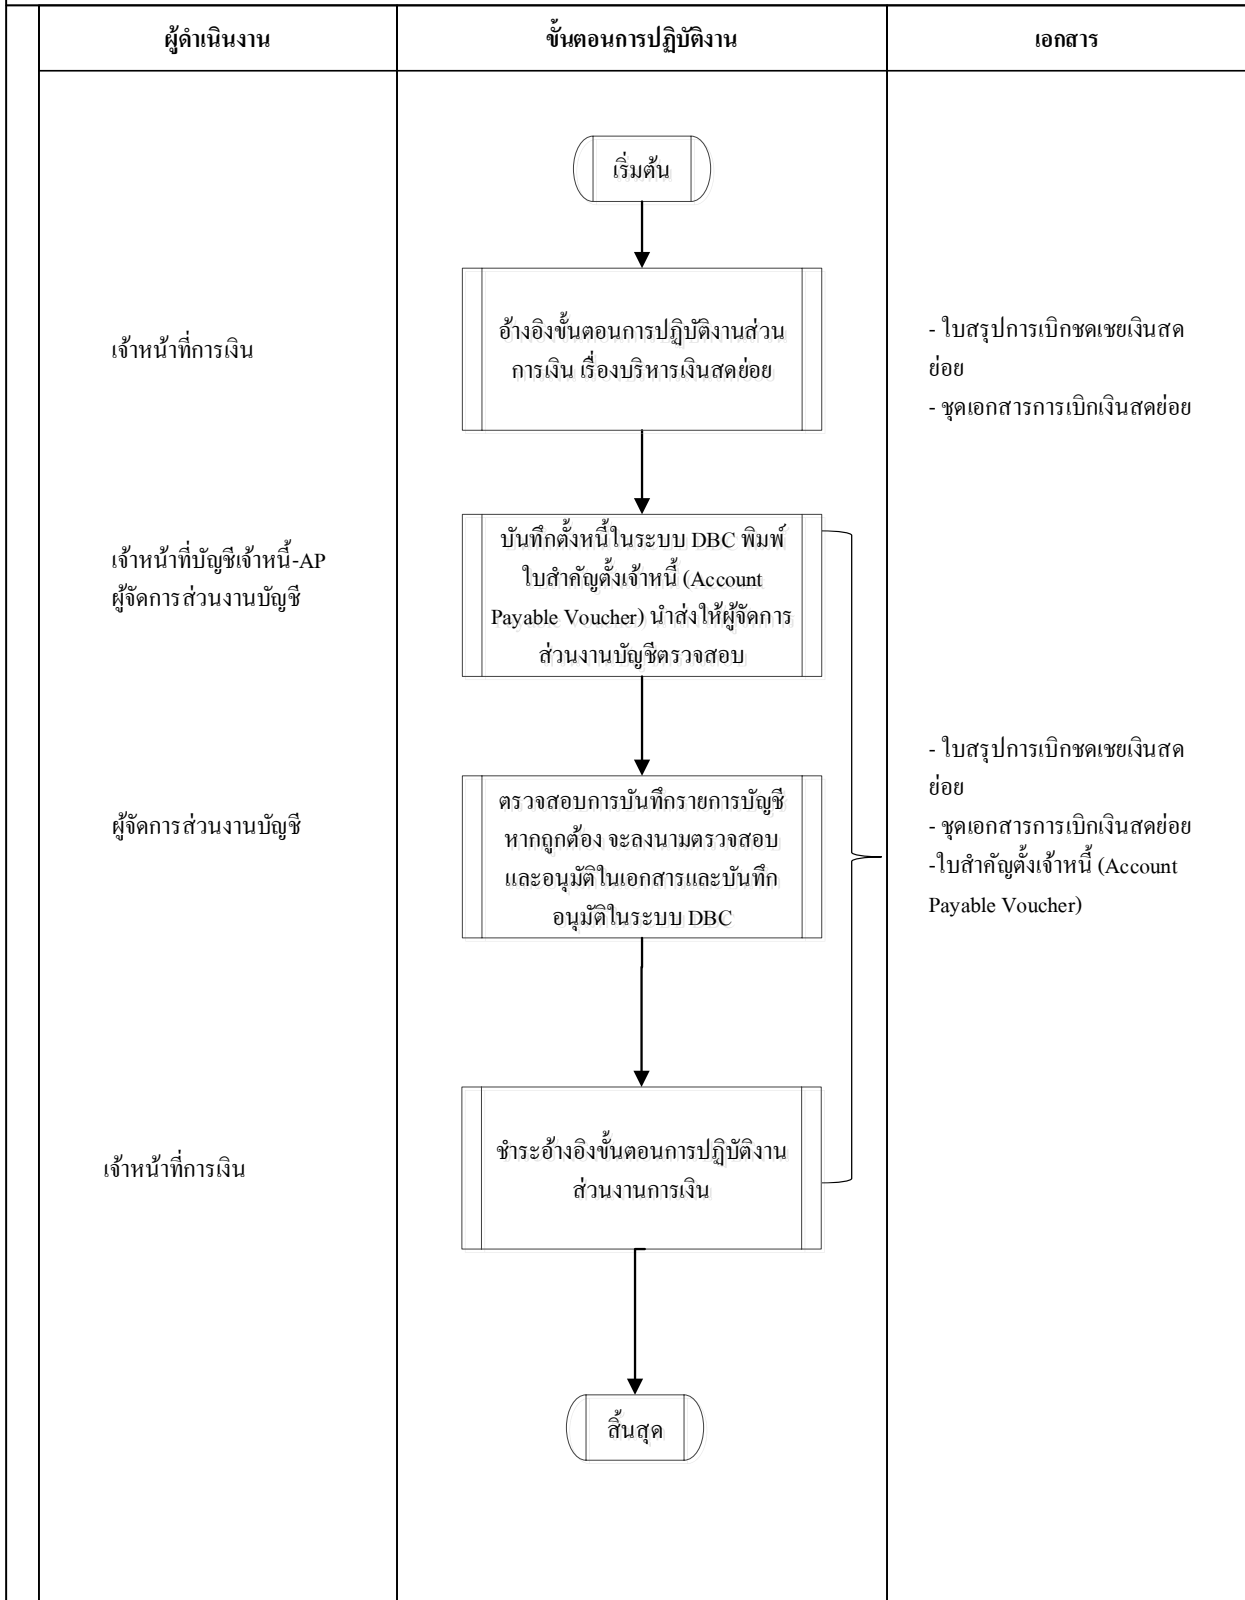 ผู้ดำเนินงาน
ขั้นตอนการปฏิบัติงาน
เอกสาร
เริ่มต้น
เจ้าหน้าที่การเงิน
อ้างอิงขั้นตอนการปฏิบัติงานส่วน
การเงิน เรื่องบริหารเงินสดย่อย
- ใบสรุปการเบิกชดเชยเงินสด
ย่อย
- ชุดเอกสารการเบิกเงินสดย่อย
เจ้าหน้าที่บัญชีเจ้าหนี้-AP
ผู้จัดการส่วนงานบัญชี
บันทึกตั้งหนี้ในระบบ DBC พิมพ์
ใบสำคัญตั้งเจ้าหนี้ (Account
Payable Voucher) นำส่งให้ผู้จัดการ
ส่วนงานบัญชีตรวจสอบ
ผู้จัดการส่วนงานบัญชี
ตรวจสอบการบันทึกรายการบัญชี
หากถูกต้อง จะลงนามตรวจสอบ
และอนุมัติในเอกสารและบันทึก
อนุมัติในระบบ DBC
- ใบสรุปการเบิกชดเชยเงินสด
ย่อย
- ชุดเอกสารการเบิกเงินสดย่อย
-ใบสำคัญตั้งเจ้าหนี้ (Account
Payable Voucher)
เจ้าหน้าที่การเงิน
ชำระอ้างอิงขั้นตอนการปฏิบัติงาน
ส่วนงานการเงิน
สิ้นสุด